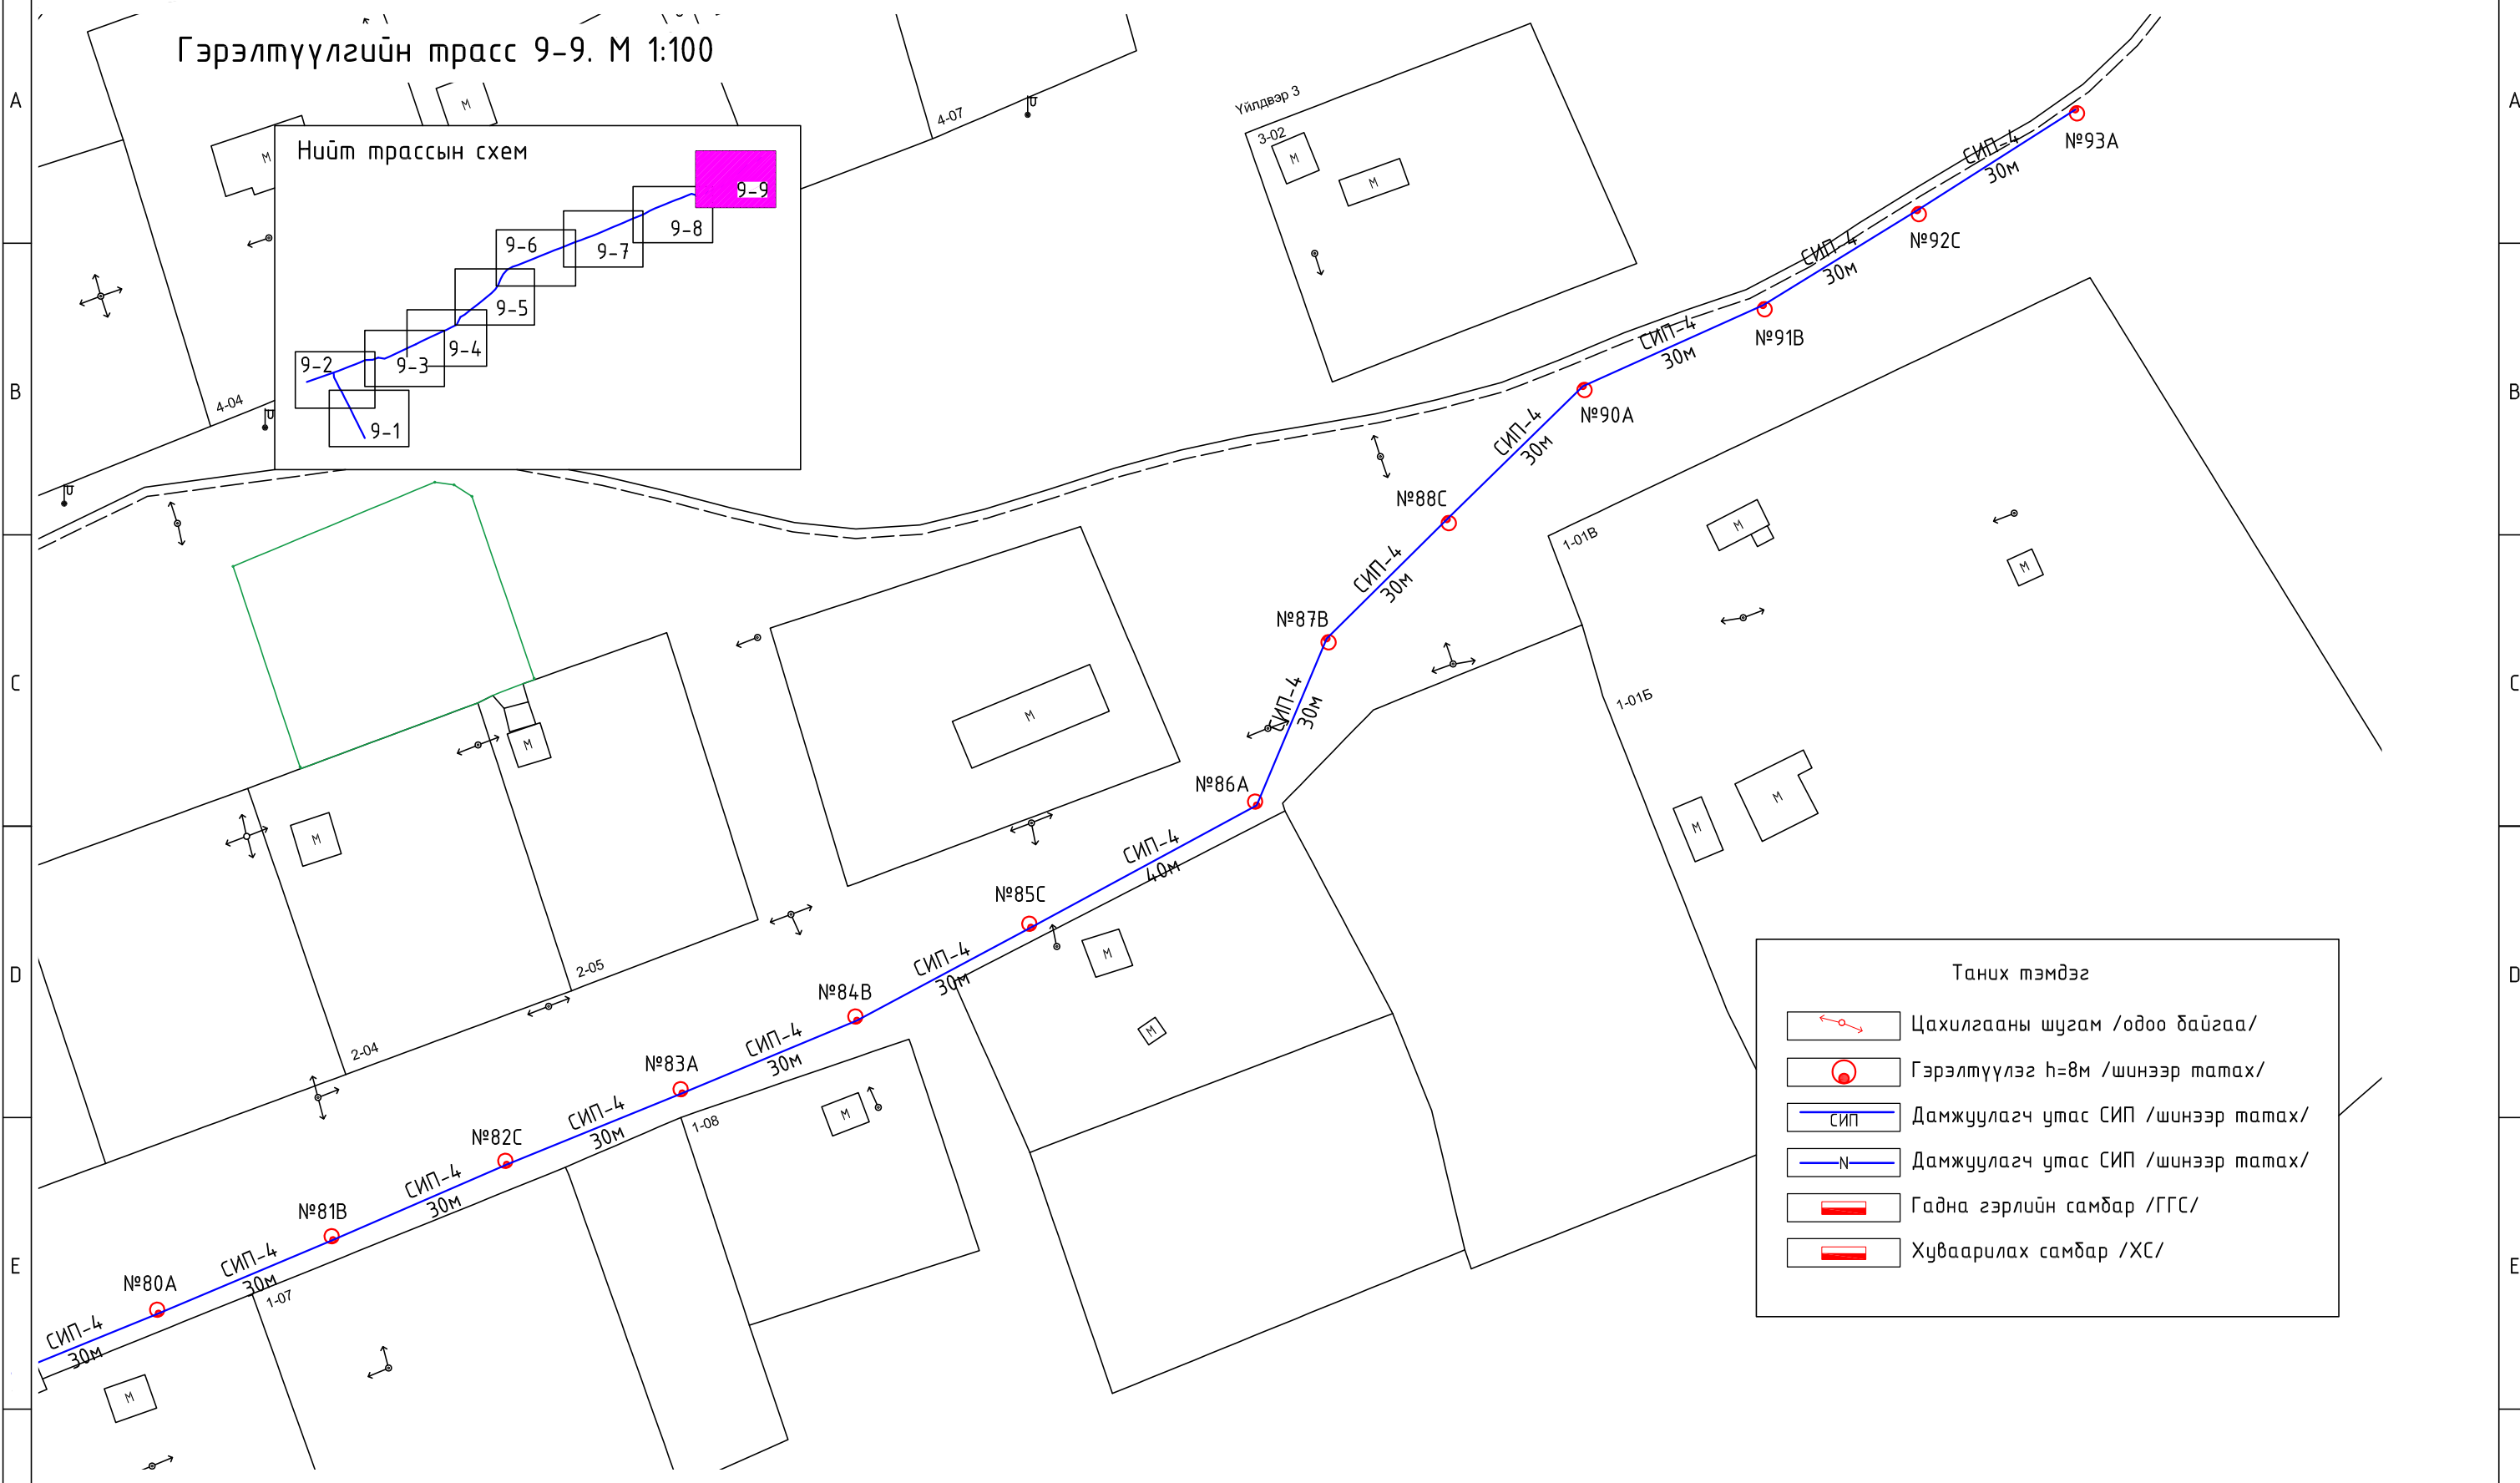 Гэрэлтүүлгийн трасс 9-9. М 1:100
А
А
М
М
4-07
Үйлдвэр 3
3-02
М
М
Нийт трассын схем
9-9
9-8
9-7
9-6
9-5
9-4
9-3
9-2
9-1
№93А
СИП-4
30м
№92С
СИП-4
30м
№91В
СИП-4
30м
№90А
В
В
4-04
СИП-4
30м
№88С
СИП-4
30м
№87В
1-01В
М
М
С
С
СИП-4
30м
1-01Б
М
М
М
М
М
№86А
СИП-4
40м
№85С
СИП-4
30м
М
М
D
D
2-05
2-04
№84В
СИП-4
30м
№83А
СИП-4
30м
М
1-08
№82С
СИП-4
30м
№81В
СИП-4
30м
1-07
№80А
СИП-4
30м
М
E
E
Таних тэмдэг
Цахилгааны шугам /одоо байгаа/
Гэрэлтүүлэг h=8м /шинээр татах/
СИП
Дамжуулагч утас СИП /шинээр татах/
N
Дамжуулагч утас СИП /шинээр татах/
Гадна гэрлийн самбар /ГГС/
Хуваарилах самбар /ХС/